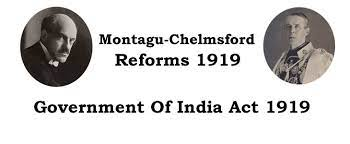 Montagu-Chelmsford
Reforms 1919
Government Of India Act 1919